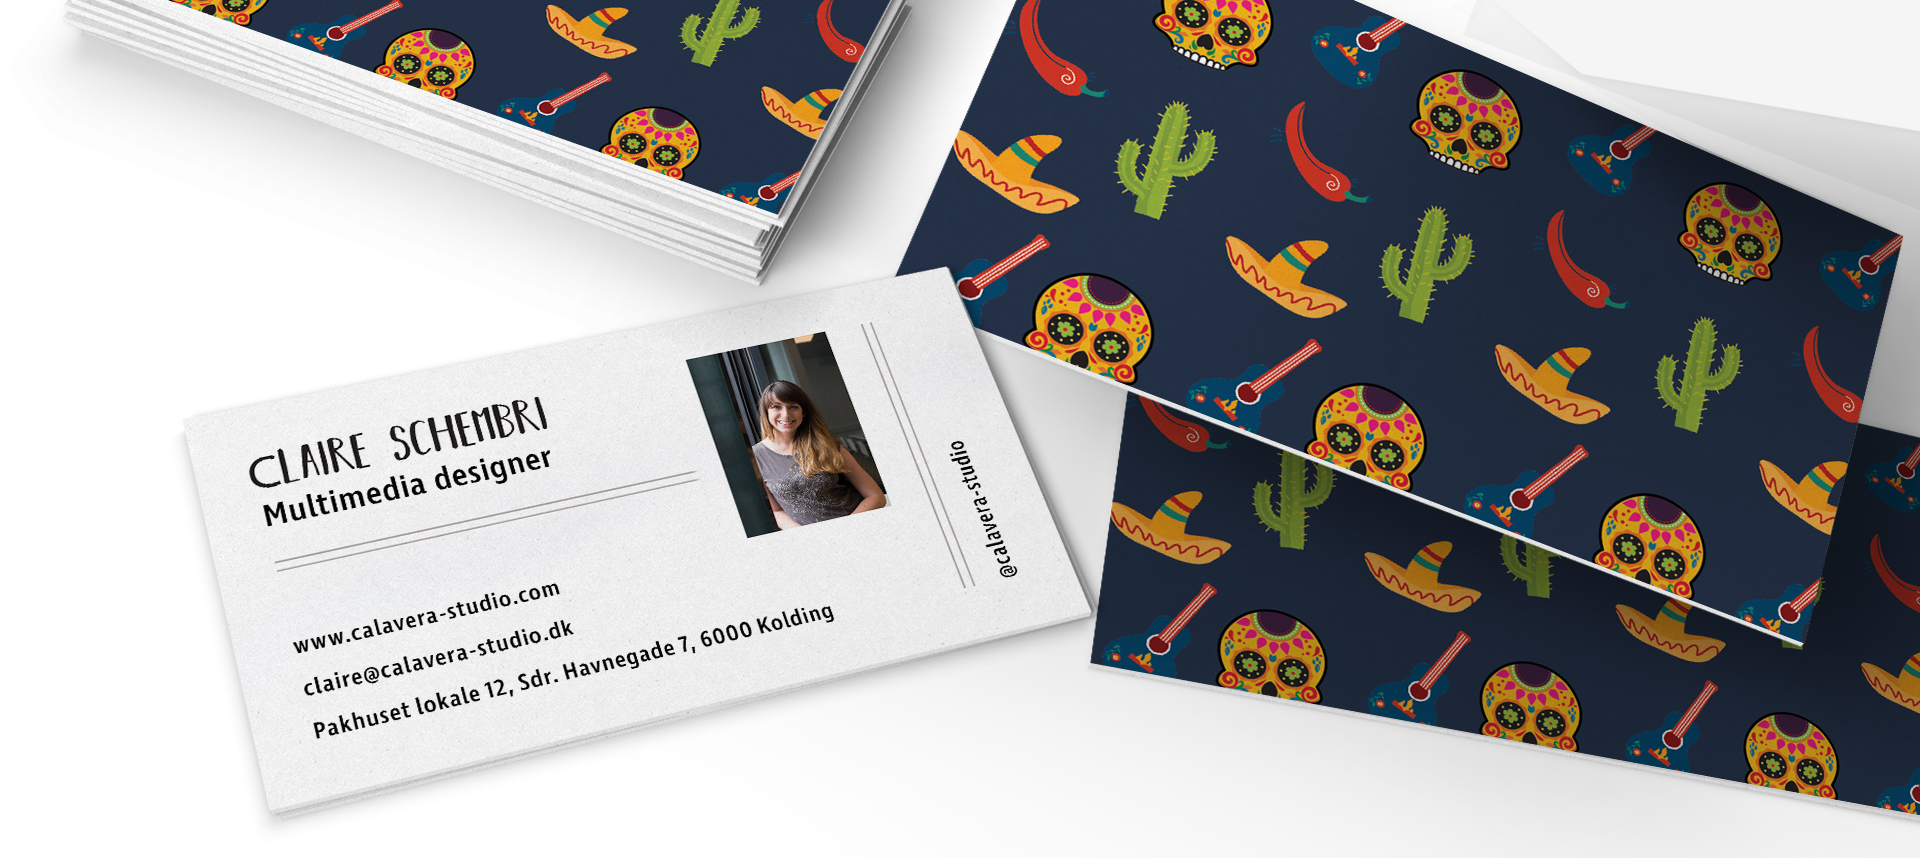 CLAIRE SCHEMBRI
Multimedia designer
www.calavera-studio.com
claire@calavera-studio.dk
Pakhuset lokale 12, Sdr. Havnegade 7, 6000 Kolding
@calavera-studio